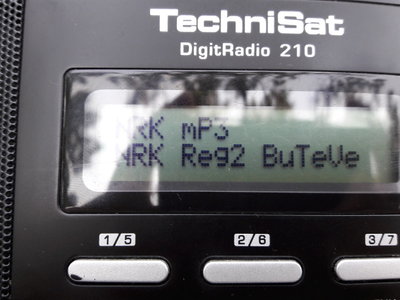 TechniSat
DigitRadio 210
NRK mP3
NRK Reg2 BuTeVe
1/5
2/6
3/7